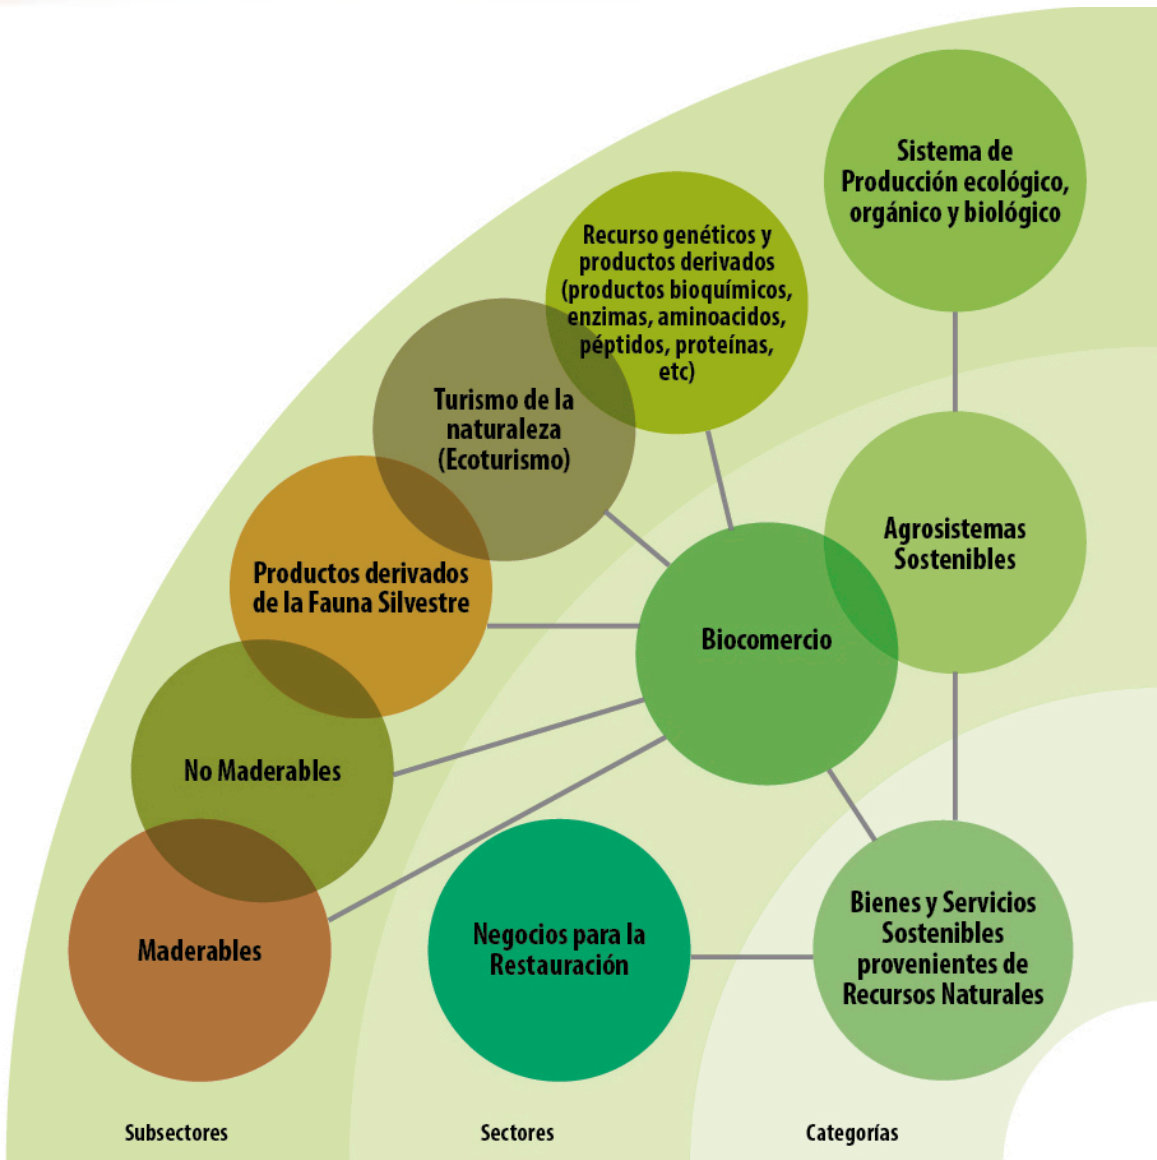 Sistema de
Producción ecológico,
orgánico y biológico
Recurso genéticos y
productos derivados
(productos bioquímicos,
enzimas, aminoacidos,
péptidos, proteínas,
etc)
Turismo de la
naturaleza
(Ecoturismo)
Agrosistemas
Sostenibles
Productos derivados
de la Fauna Silvestre
Biocomercio
No Maderables
Maderables
Negocios para la
Restauración
Bienes y Servicios
Sostenibles
provenientes de
Recursos Naturales
Subsectores
Sectores
Categorías